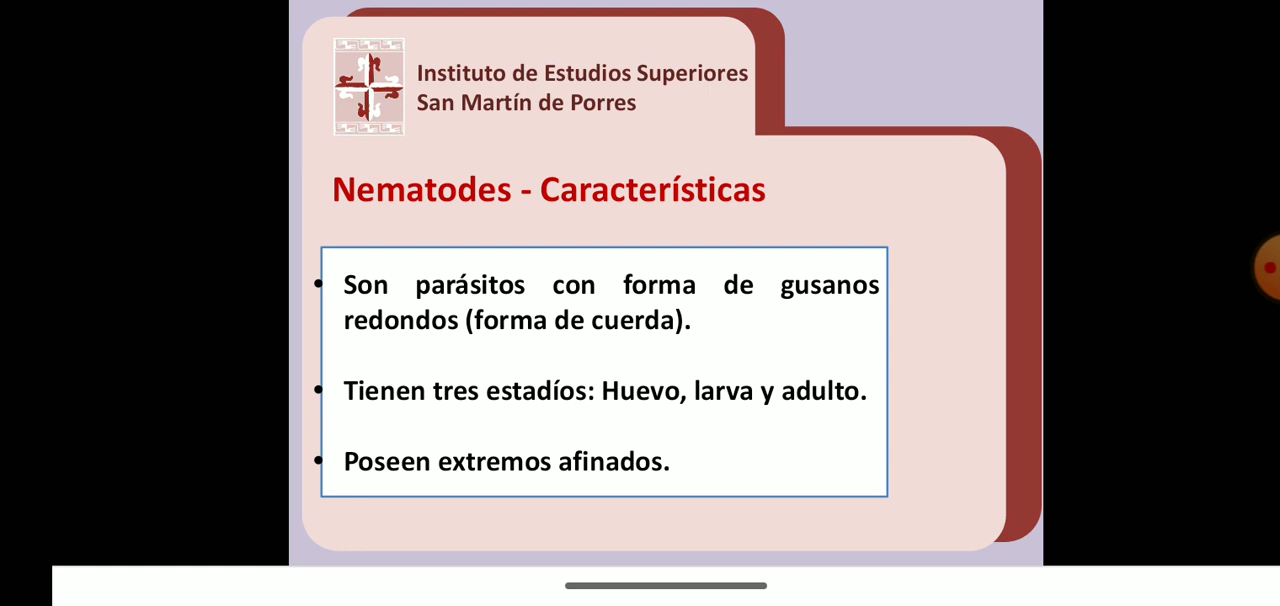 Instituto de Estudios Superiores
San Martín de Porres
Nematodes - Características
• Son parásitos con forma de gusanos
redondos (forma de cuerda).
• Tienen tres estadíos: Huevo, larva y adulto.
• Poseen extremos afinados.